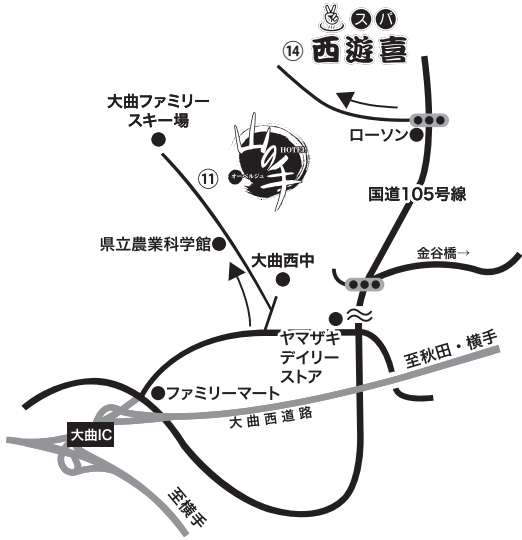 スパ
⑭ 西遊喜
大曲ファミリー
スキー場
ローソン
山の手
HOTEL
オーベルジュ
⑪
国道105号線
県立農業科学館
大曲西中
金谷橋→
ヤマザキ
デイリー
ストア
至秋田・横手
ファミリーマート
大曲西道路
大曲IC
至横手